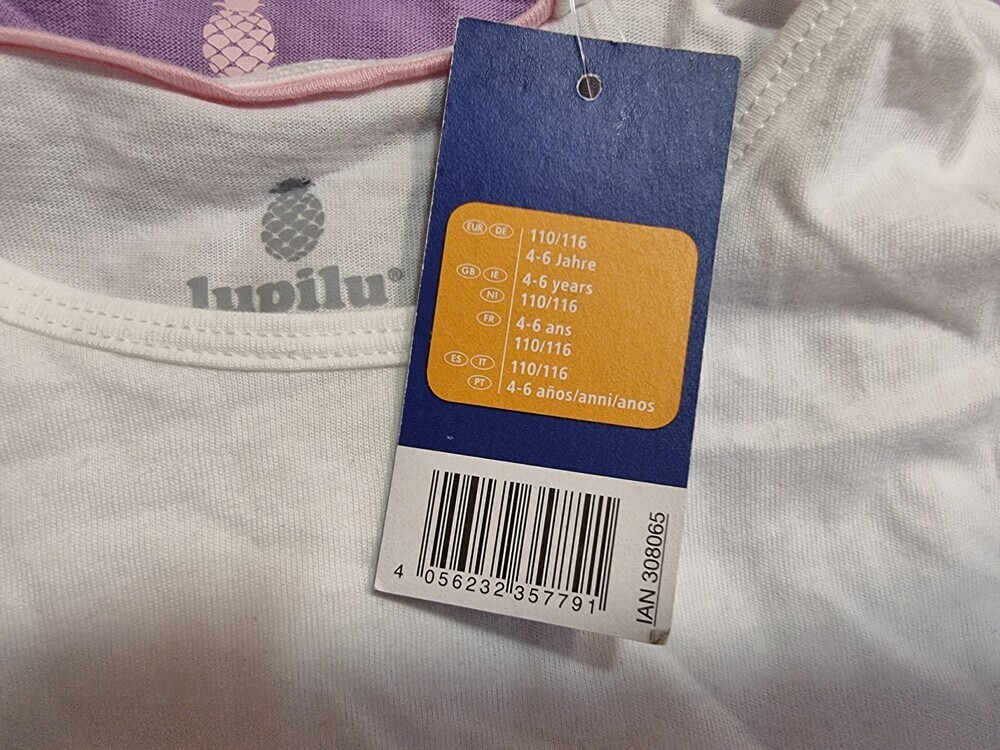 lupilu®
EUR DE 110/116
4-6 Jahre
GB IE 4-6 years
NI 110/116
FR 4-6 ans
110/116
ES IT 110/116
PT 4-6 años/anni/anos
4 056232 357791
IAN 308065